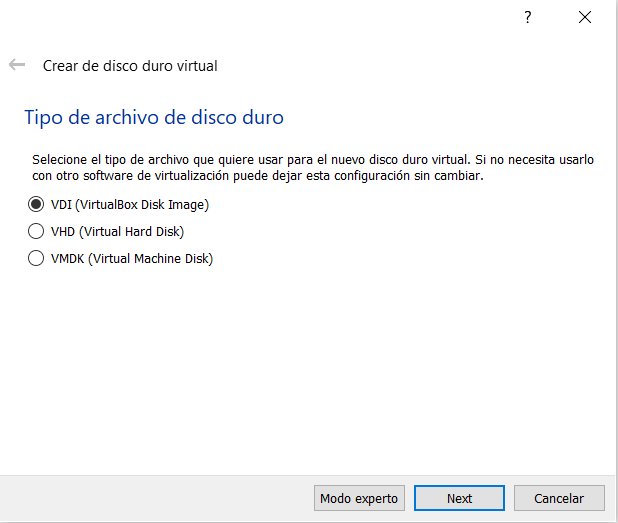 ?
Crear de disco duro virtual
Tipo de archivo de disco duro
Selecione el tipo de archivo que quiere usar para el nuevo disco duro virtual. Si no necesita usarlo
con otro software de virtualización puede dejar esta configuración sin cambiar.
VDI (VirtualBox Disk Image)
VHD (Virtual Hard Disk)
VMDK (Virtual Machine Disk)
Modo experto Next Cancelar